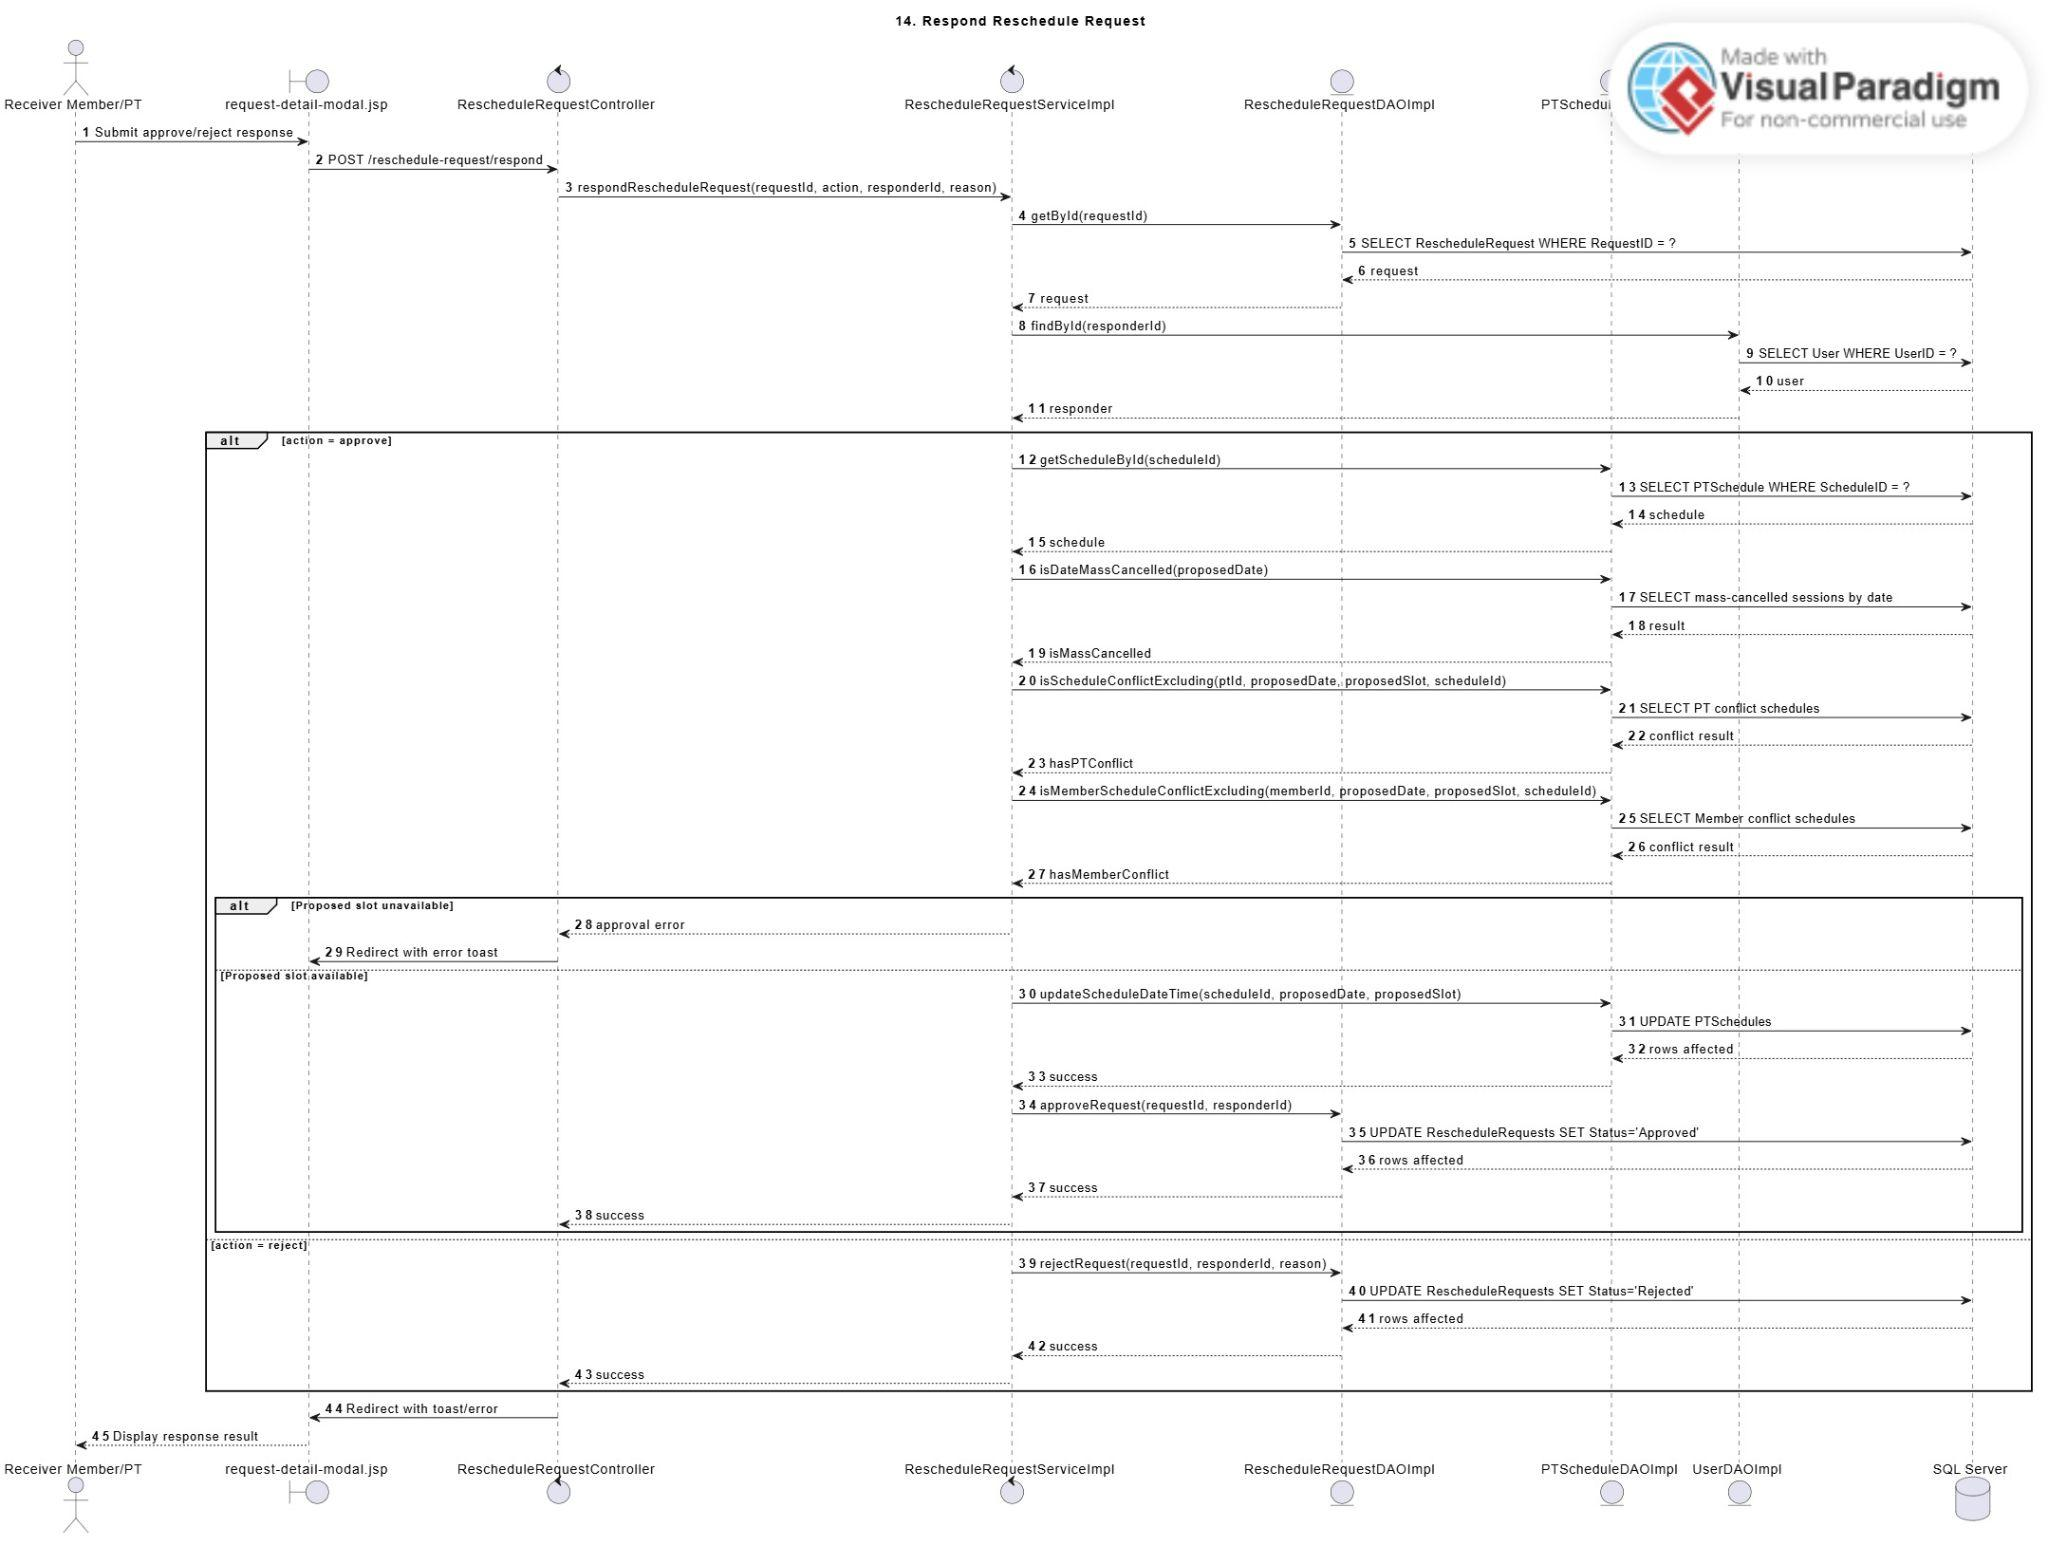 14. Respond Reschedule Request
Made with
Visual Paradigm
For non-commercial use
Receiver Member/PT
request-detail-modal.jsp
RescheduleRequestController
RescheduleRequestServiceImpl
RescheduleRequestDAOImpl
1 Submit approve/reject response
2 POST /reschedule-request/respond
3 respondRescheduleRequest(requestId, action, responderId, reason)
4 getById(requestId)
5 SELECT RescheduleRequest WHERE RequestID = ?
6 request
7 request
8 findById(responderId)
9 SELECT User WHERE UserID = ?
10 user
11 responder
alt [action = approve]
12 getScheduleById(scheduleId)
13 SELECT PTSchedule WHERE ScheduleID = ?
14 schedule
15 schedule
16 isDateMassCancelled(proposedDate)
17 SELECT mass-cancelled sessions by date
18 result
19 isMassCancelled
20 isScheduleConflictExcluding(ptId, proposedDate, proposedSlot, scheduleId)
21 SELECT PT conflict schedules
22 conflict result
23 hasPTConflict
24 isMemberScheduleConflictExcluding(memberId, proposedDate, proposedSlot, scheduleId)
25 SELECT Member conflict schedules
26 conflict result
27 hasMemberConflict
alt [Proposed slot unavailable]
28 approval error
29 Redirect with error toast
[Proposed slot available]
30 updateScheduleDateTime(scheduleId, proposedDate, proposedSlot)
31 UPDATE PTSchedules
32 rows affected
33 success
34 approveRequest(requestId, responderId)
35 UPDATE RescheduleRequests SET Status='Approved'
36 rows affected
37 success
38 success
[action = reject]
39 rejectRequest(requestId, responderId, reason)
40 UPDATE RescheduleRequests SET Status='Rejected'
41 rows affected
42 success
43 success
44 Redirect with toast/error
45 Display response result
Receiver Member/PT
request-detail-modal.jsp
RescheduleRequestController
RescheduleRequestServiceImpl
RescheduleRequestDAOImpl
PTScheduleDAOImpl
UserDAOImpl
SQL Server